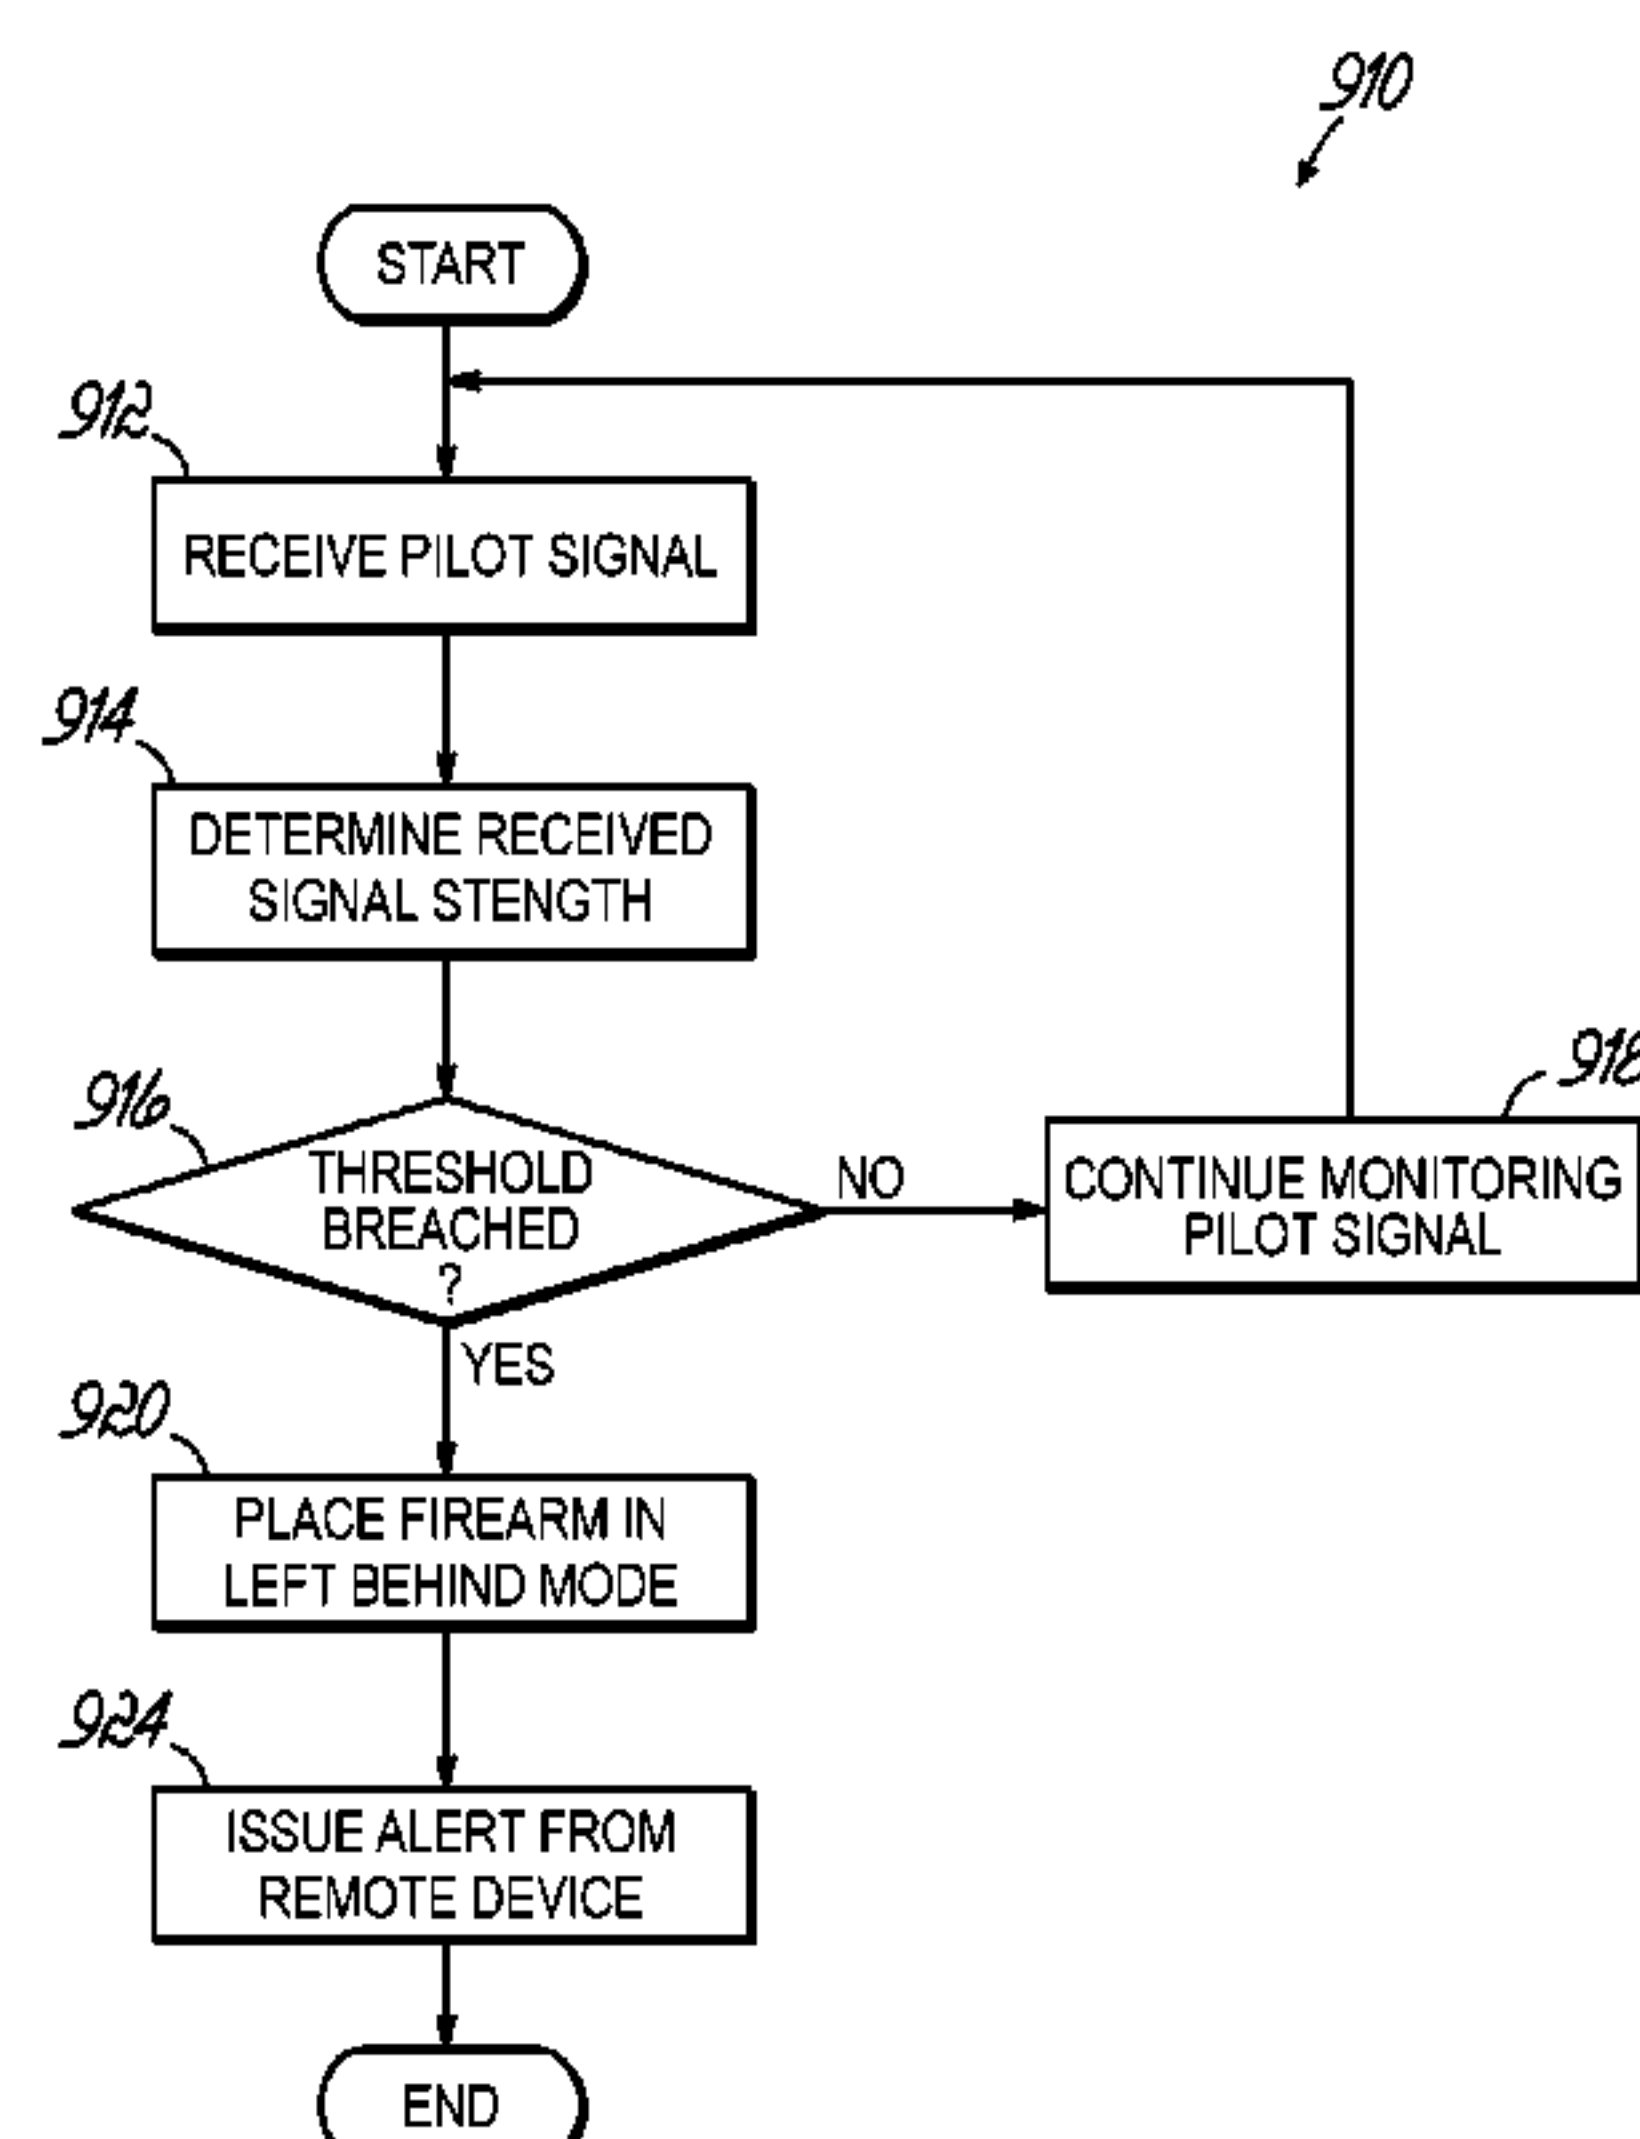 910
START
912
RECEIVE PILOT SIGNAL
914
DETERMINE RECEIVED
SIGNAL STENGTH
916
THRESHOLD
BREACHED
?
NO
918
CONTINUE MONITORING
PILOT SIGNAL
YES
920
PLACE FIREARM IN
LEFT BEHIND MODE
924
ISSUE ALERT FROM
REMOTE DEVICE
END